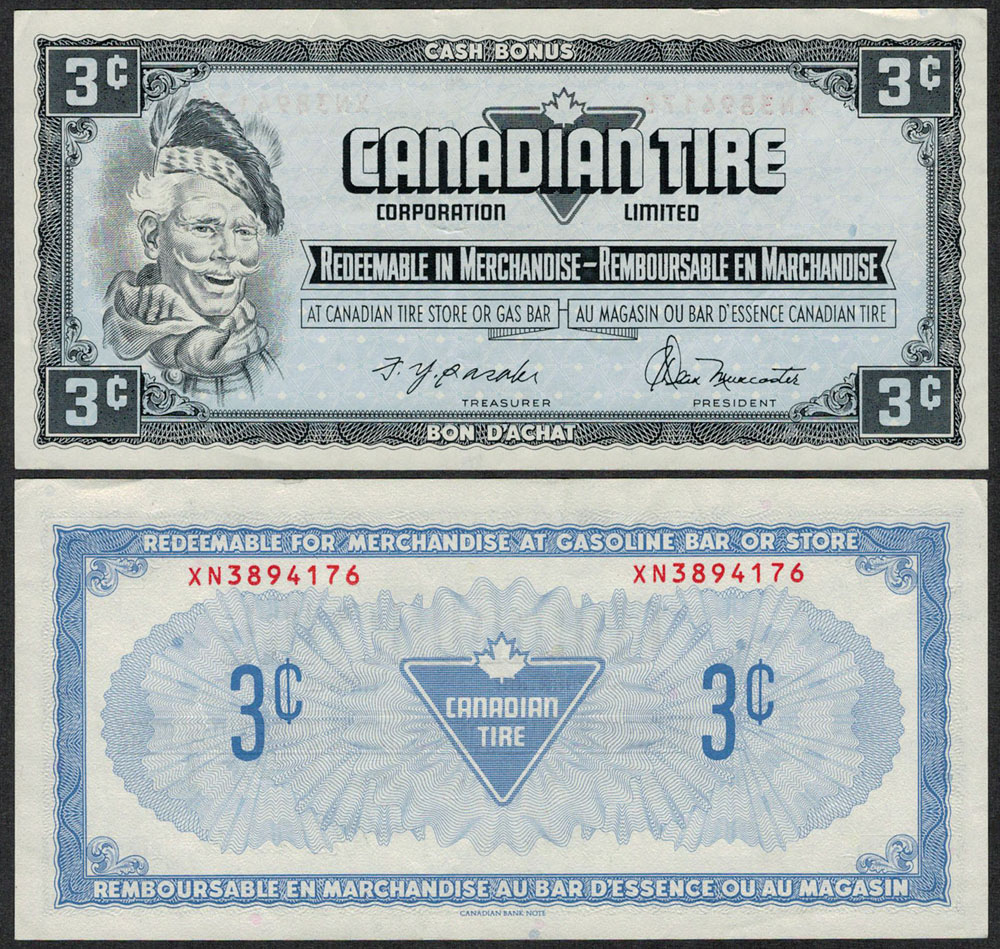 CASH BONUS
3¢ 3¢
CANADIAN TIRE
CORPORATION LIMITED
REDEEMABLE IN MERCHANDISE – REMBOURSABLE EN MARCHANDISE
AT CANADIAN TIRE STORE OR GAS BAR AU MAGASIN OU BAR D'ESSENCE CANADIAN TIRE
TREASURER PRESIDENT
3¢ 3¢
BON D'ACHAT
REDEEMABLE FOR MERCHANDISE AT GASOLINE BAR OR STORE
XN3894176 XN3894176
3¢ 3¢
CANADIAN
TIRE
REMBOURSABLE EN MARCHANDISE AU BAR D'ESSENCE OU AU MAGASIN
CANADIAN BANK NOTE